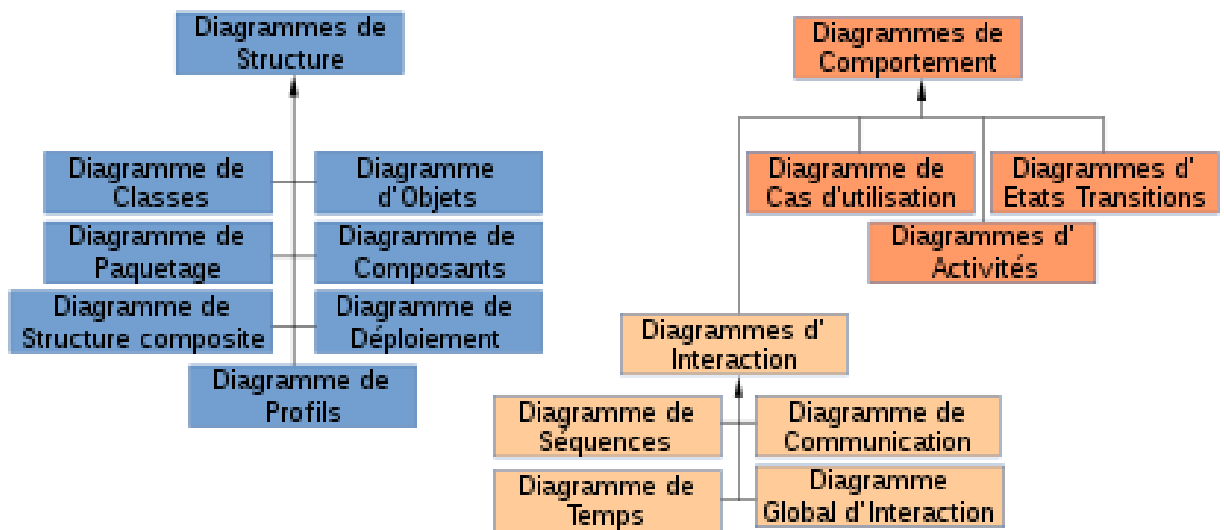 Diagrammes de
Structure
Diagramme de
Classes
Diagramme
d'Objets
Diagramme de
Paquetage
Diagramme de
Composants
Diagramme de
Structure composite
Diagramme de
Déploiement
Diagramme de
Profils
Diagrammes de
Comportement
Diagramme de
Cas d'utilisation
Diagrammes d'
Etats Transitions
Diagrammes d'
Activités
Diagrammes d'
Interaction
Diagramme de
Séquences
Diagramme de
Communication
Diagramme de
Temps
Diagramme
Global d'Interaction